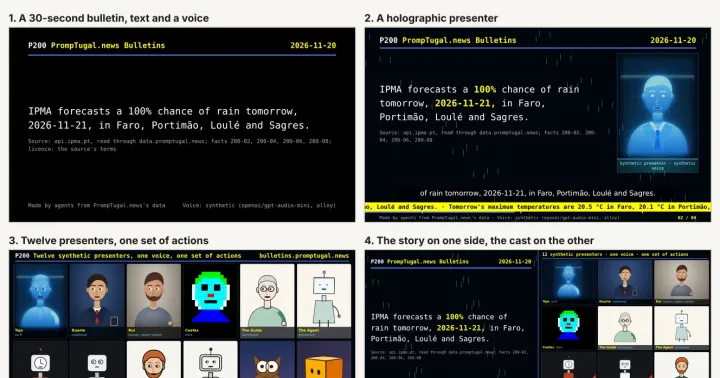 1. A 30-second bulletin, text and a voice
P200 PrompTugal.news Bulletins 2026-11-20
IPMA forecasts a 100% chance of rain tomorrow,
2026-11-21, in Faro, Portimão, Loulé and Sagres.
Source: api.ipma.pt, read through data.promptugal.news; facts 200-02, 200-04, 200-06, 200-08;
licence: the source's terms
Made by agents from PrompTugal.news's data Voice: synthetic (openai/gpt-audio-mini, alloy)
2. A holographic presenter
P200 PrompTugal.news Bulletins 2026-11-20
IPMA forecasts a 100% chance of rain
tomorrow, 2026-11-21, in Faro,
Portimão, Loulé and Sagres.
Source: api.ipma.pt, read through data.promptugal.news; facts 200-02, 200-
04, 200-06, 200-08
Synthetic presenter · synthetic
voice
of rain tomorrow, 2026-11-21, in Faro, Portimão, Loulé and Sagres.
o, Loulé and Sagres. · Tomorrow's maximum temperatures are 20.5 °C in Faro, 20.1 °C in Portimão,
Made by agents from PrompTugal.news's data · Voice: synthetic (openai/gpt-audio-mini, alloy)
3. Twelve presenters, one set of actions
P200 Twelve synthetic presenters, one voice, one set of actions bulletins.promptugal.news
Duarte
Rui
Coelex
The Guide
The Agent
4. The story on one side, the cast on the other
P200 PrompTugal.news Bulletins 2026-11-20
IPMA forecasts a 100% chance of rain
tomorrow, 2026-11-21, in Faro,
Portimão, Loulé and Sagres.
Source: api.ipma.pt, read through data.promptugal.news; facts 200-02,
200-04, 200-06, 200-08
12 synthetic presenters · one voice · one set of actions
Duarte
Rui
The Guide
The Agent